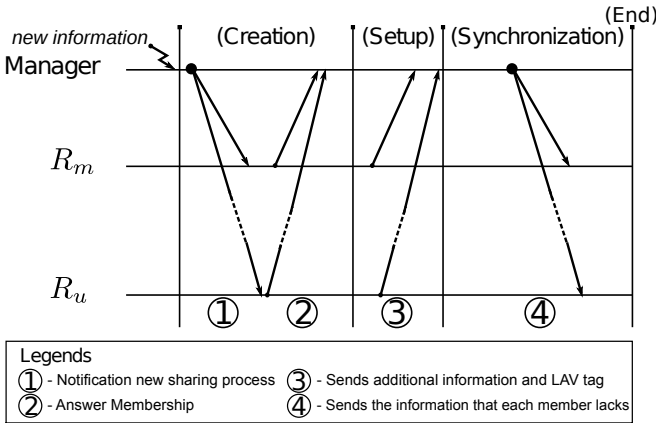 (End)
new information
(Creation) (Setup) (Synchronization)
Manager
R_m
R_u
① ② ③ ④
Legends
① - Notification new sharing process ③ - Sends additional information and LAV tag
② - Answer Membership ④ - Sends the information that each member lacks